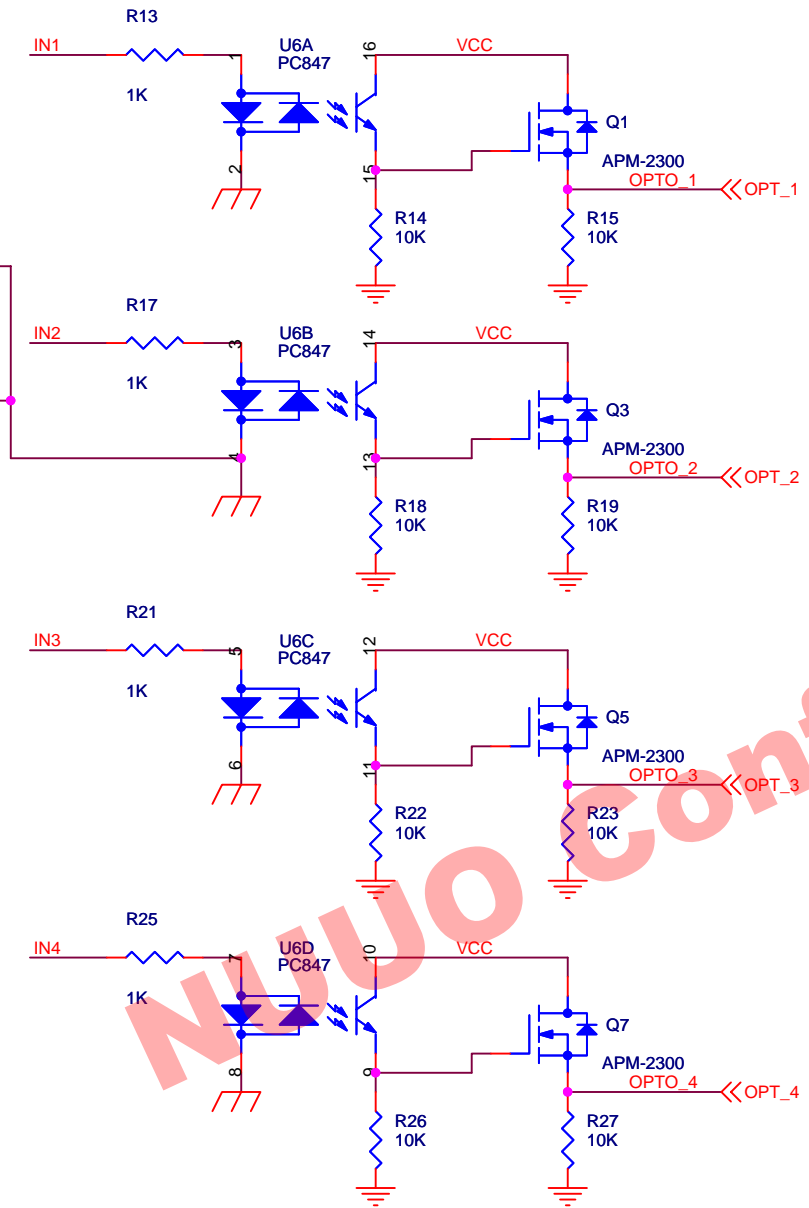 R13
IN1
1K
1
2
U6A
PC847
16
15
VCC
Q1
APM-2300
OPTO_1
OPT_1
R14
10K
R15
10K
R17
IN2
1K
3
4
U6B
PC847
14
13
VCC
Q3
APM-2300
OPTO_2
OPT_2
R18
10K
R19
10K
R21
IN3
1K
5
6
U6C
PC847
12
11
VCC
Q5
APM-2300
OPTO_3
OPT_3
R22
10K
R23
10K
R25
IN4
1K
7
8
U6D
PC847
10
9
VCC
Q7
APM-2300
OPTO_4
OPT_4
R26
10K
R27
10K
NUUO Conf